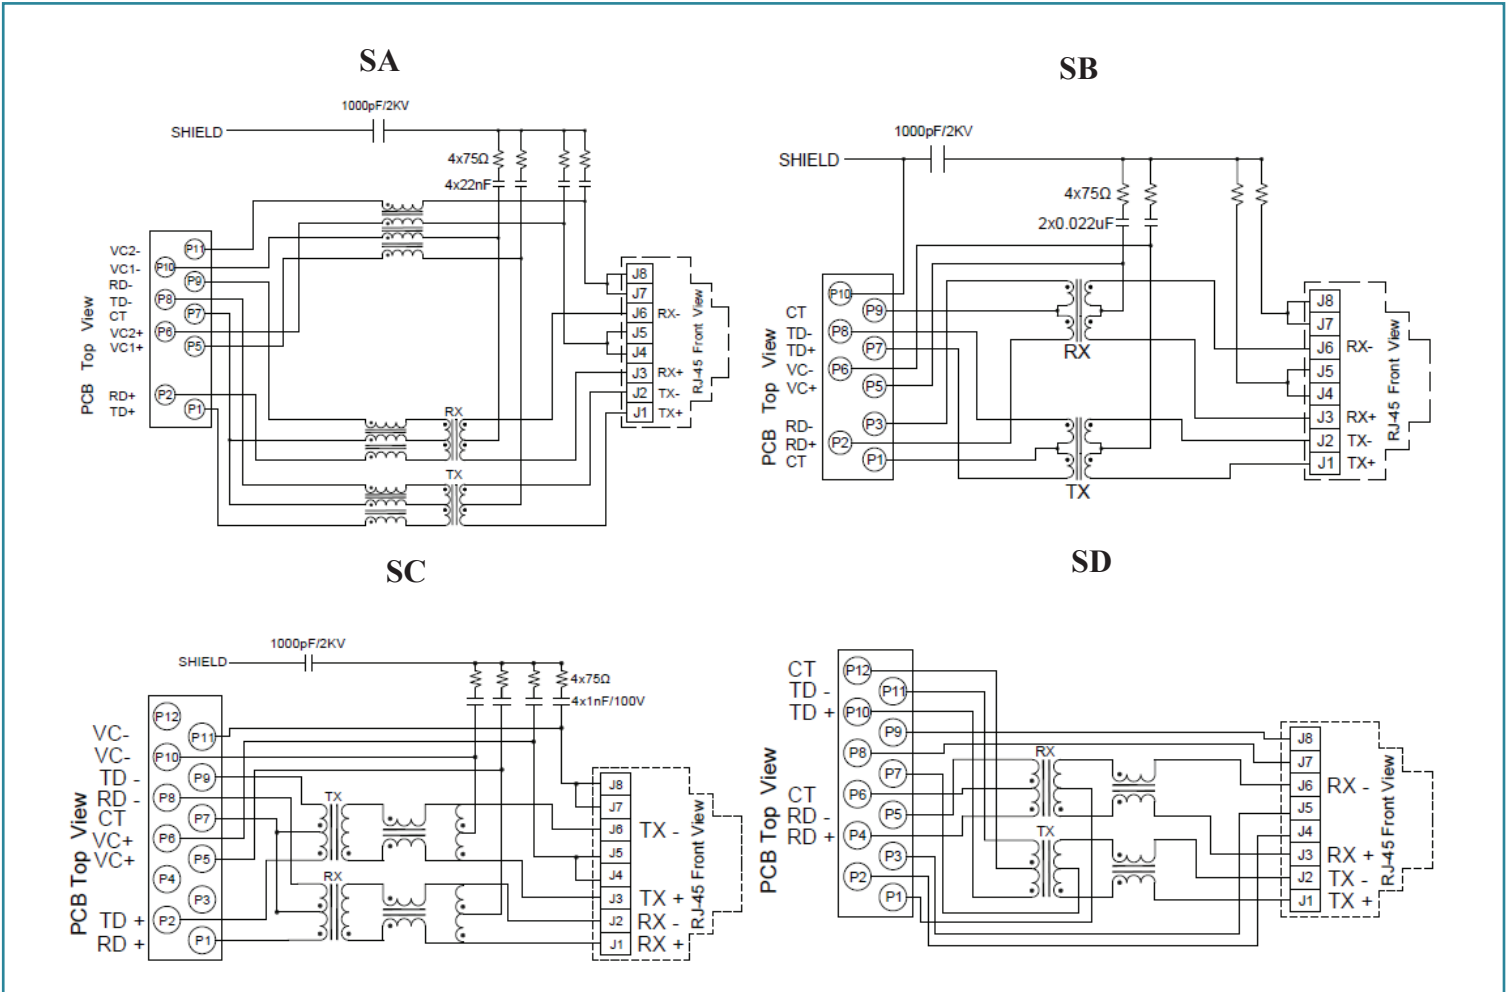 SA
1000pF/2KV
SHIELD
4x75Ω
4x22nF
P11
VC2-
P10
VC1-
P9
RD-
P8
TD-
P7
CT
P6
VC2+
P5
VC1+
P2
RD+
P1
TD+
PCB Top View
RX
TX
J8
J7
J6 RX-
J5
J4
J3 RX+
J2 TX-
J1 TX+
RJ-45 Front View
SB
1000pF/2KV
SHIELD
4x75Ω
2x0.022uF
P10
P9
CT
P8
TD-
P7
TD+
P6
VC-
P5
VC+
P3
RD-
P2
RD+
P1
CT
PCB Top View
RX
TX
J8
J7
J6 RX-
J5
J4
J3 RX+
J2 TX-
J1 TX+
RJ-45 Front View
SC
1000pF/2KV
SHIELD
4x75Ω
4x1nF/100V
P12
P11
VC-
P10
VC-
P9
TD -
P8
RD -
P7
CT
P6
VC+
P5
VC+
P4
P3
P2
TD +
P1
RD +
PCB Top View
TX
RX
J8
J7
J6 TX -
J5
J4
J3 TX +
J2 RX -
J1 RX +
RJ-45 Front View
SD
CT P12
TD - P11
TD + P10
P9
P8
P7
CT P6
RD - P5
RD + P4
P3
P2
P1
PCB Top View
RX
TX
J8
J7
J6 RX -
J5
J4
J3 RX +
J2 TX -
J1 TX +
RJ-45 Front View